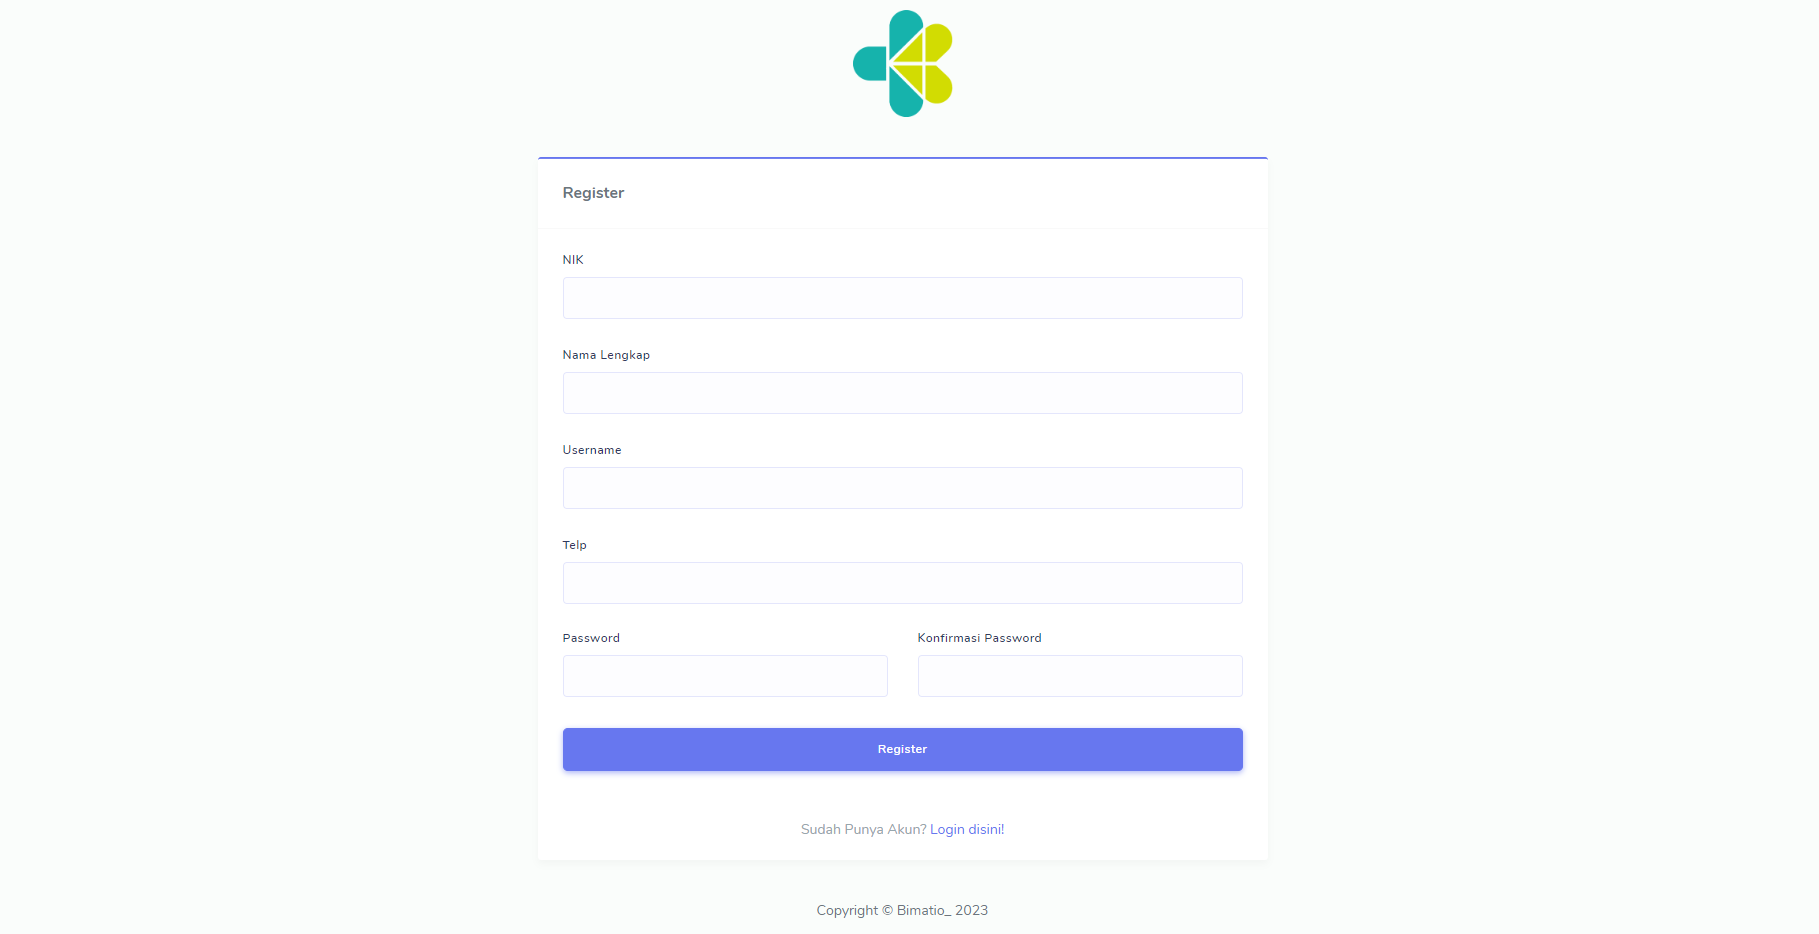 Register
NIK
Nama Lengkap
Username
Telp
Password
Konfirmasi Password
Register
Sudah Punya Akun? Login disini!
Copyright © Bimatio_ 2023